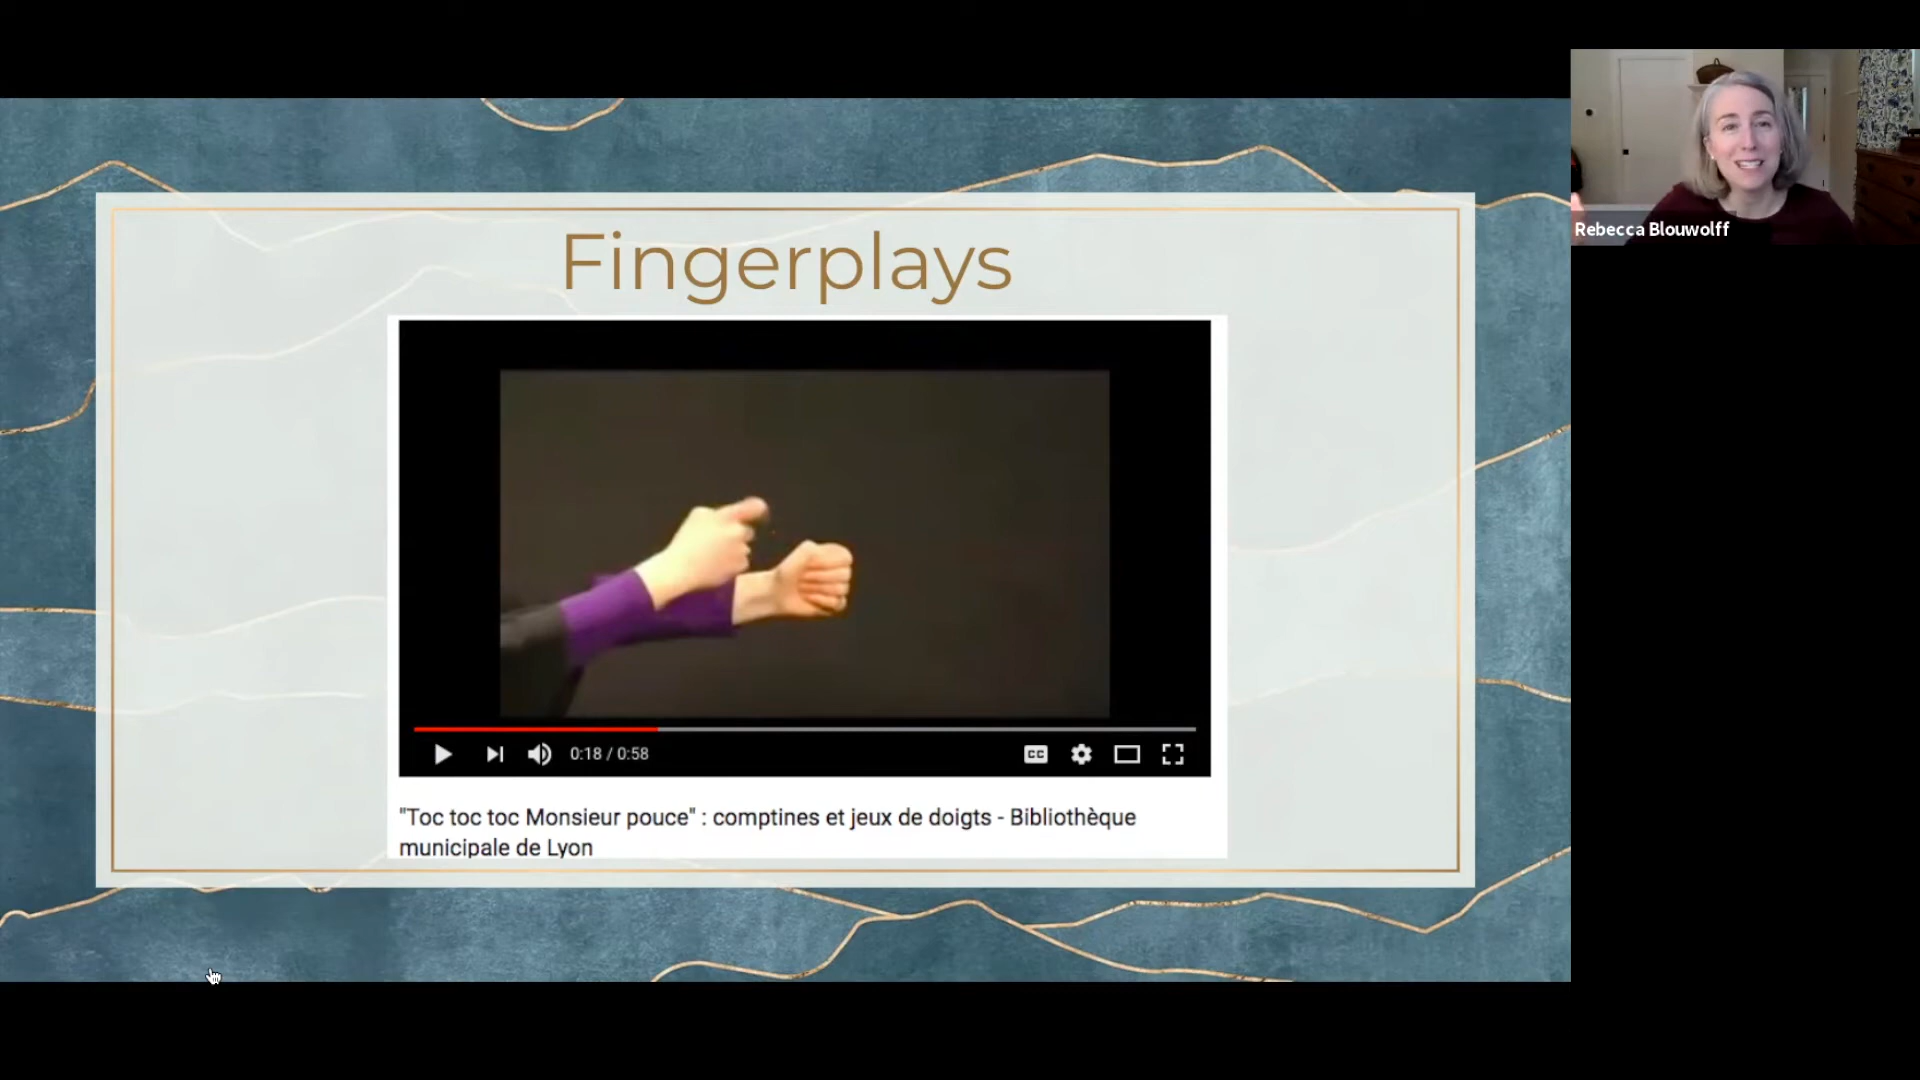 Fingerplays
Rebecca Blouwolff
0:18 / 0:58
CC
"Toc toc toc Monsieur pouce" : comptines et jeux de doigts - Bibliothèque
municipale de Lyon